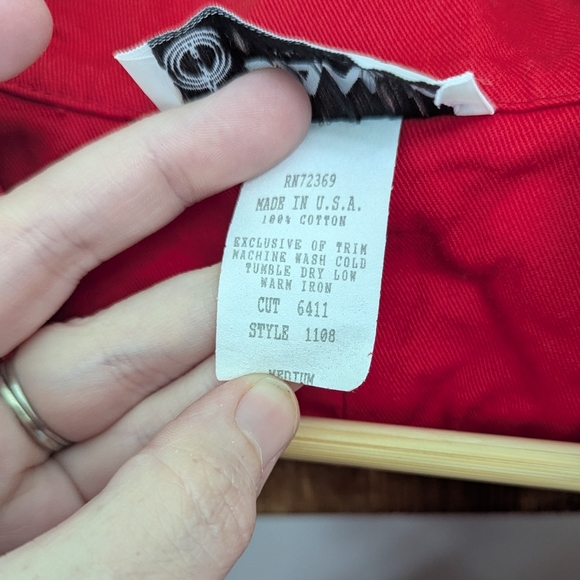 RN72369
MADE IN U.S.A.
100% COTTON
EXCLUSIVE OF TRIM
MACHINE WASH COLD
TUMBLE DRY LOW
WARM IRON
CUT 6411
STYLE 1108
MEDIUM